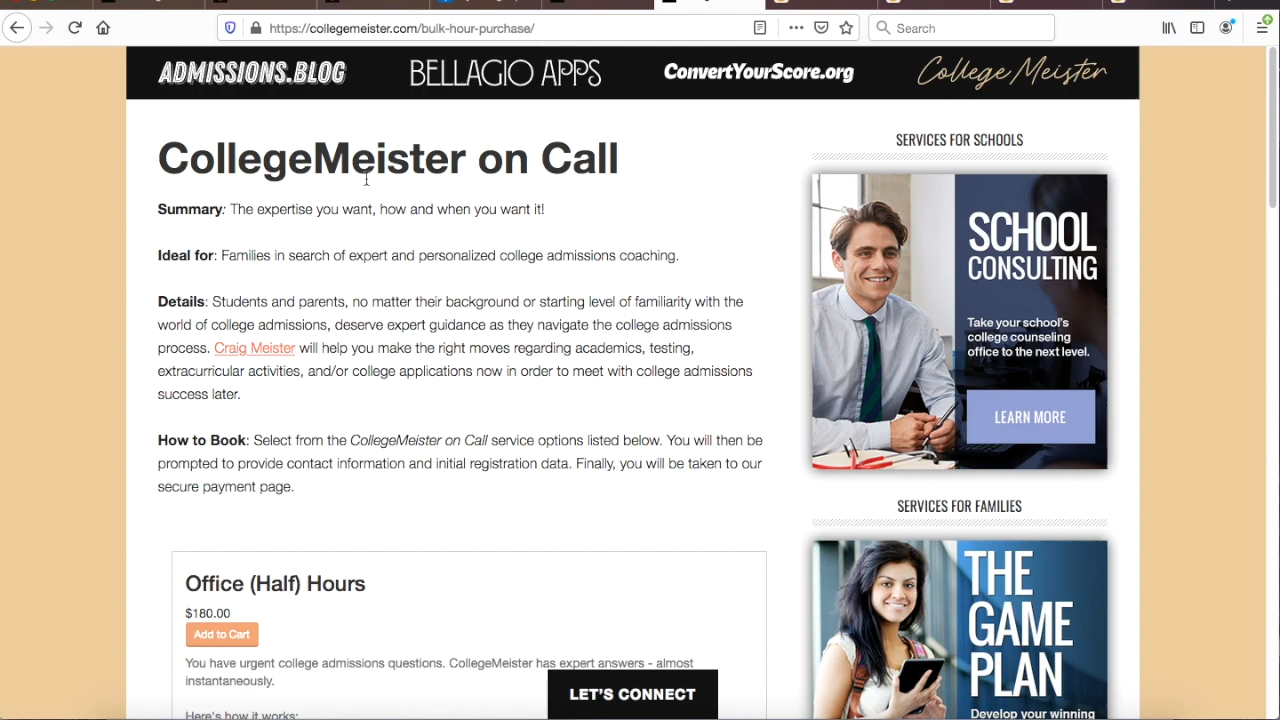 https://collegemeister.com/bulk-hour-purchase/
Search
ADMISSIONS.BLOG
BELLAGIO APPS
ConvertYourScore.org
College Meister
CollegeMeister on Call
Summary: The expertise you want, how and when you want it!
Ideal for: Families in search of expert and personalized college admissions coaching.
Details: Students and parents, no matter their background or starting level of familiarity with the
world of college admissions, deserve expert guidance as they navigate the college admissions
process. Craig Meister will help you make the right moves regarding academics, testing,
extracurricular activities, and/or college applications now in order to meet with college admissions
success later.
How to Book: Select from the CollegeMeister on Call service options listed below. You will then be
prompted to provide contact information and initial registration data. Finally, you will be taken to our
secure payment page.
Office (Half) Hours
$180.00
Add to Cart
You have urgent college admissions questions. CollegeMeister has expert answers - almost
instantaneously.
Here's how it works:
LET'S CONNECT
SERVICES FOR SCHOOLS
SCHOOL
CONSULTING
Take your school's
college counseling
office to the next level.
LEARN MORE
SERVICES FOR FAMILIES
THE
GAME
PLAN
Develop your winning